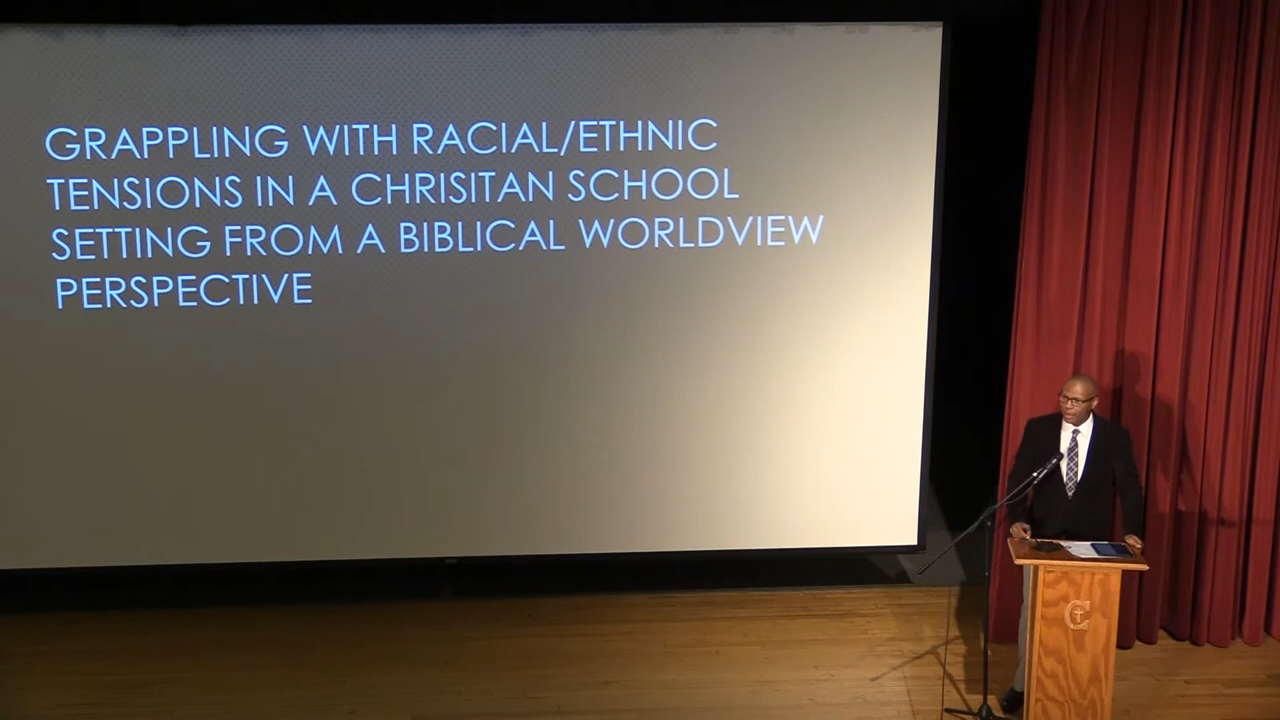 GRAPPLING WITH RACIAL/ETHNIC
TENSIONS IN A CHRISITAN SCHOOL
SETTING FROM A BIBLICAL WORLDVIEW
PERSPECTIVE
C